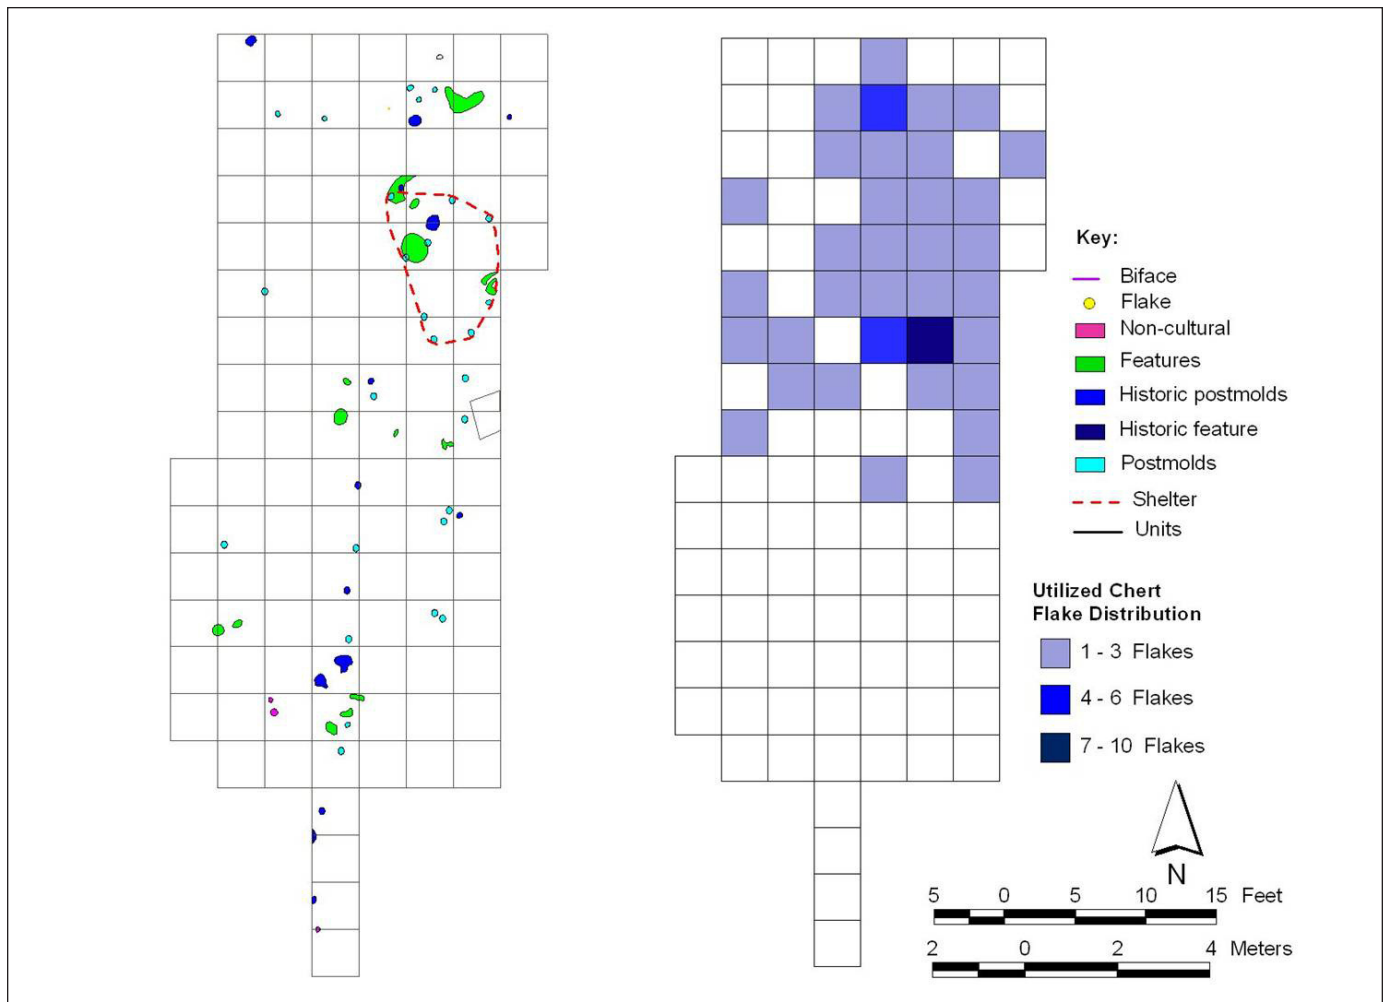 Key:
Biface
Flake
Non-cultural
Features
Historic postmolds
Historic feature
Postmolds
Shelter
Units
Utilized Chert
Flake Distribution
1 - 3 Flakes
4 - 6 Flakes
7 - 10 Flakes
N
5 0 5 10 15 Feet
2 0 2 4 Meters